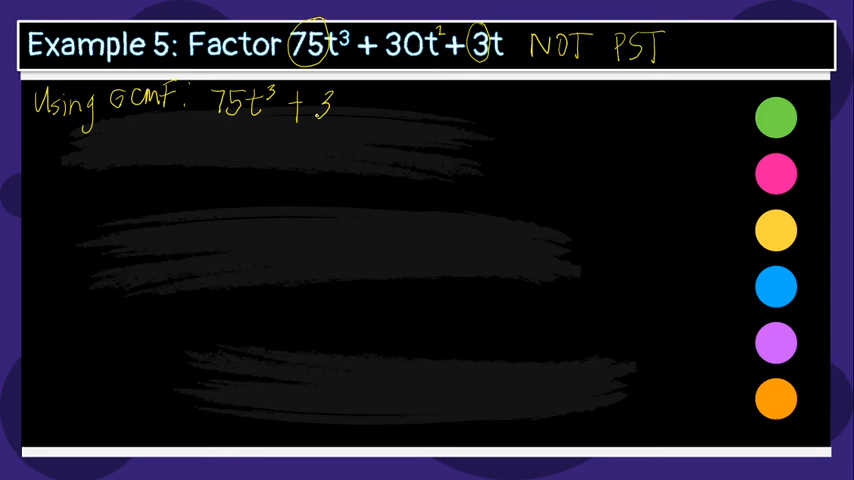 Example 5: Factor 75t³ + 30t² + 3t NOT PST
Using GCMF: 75t³ + 3